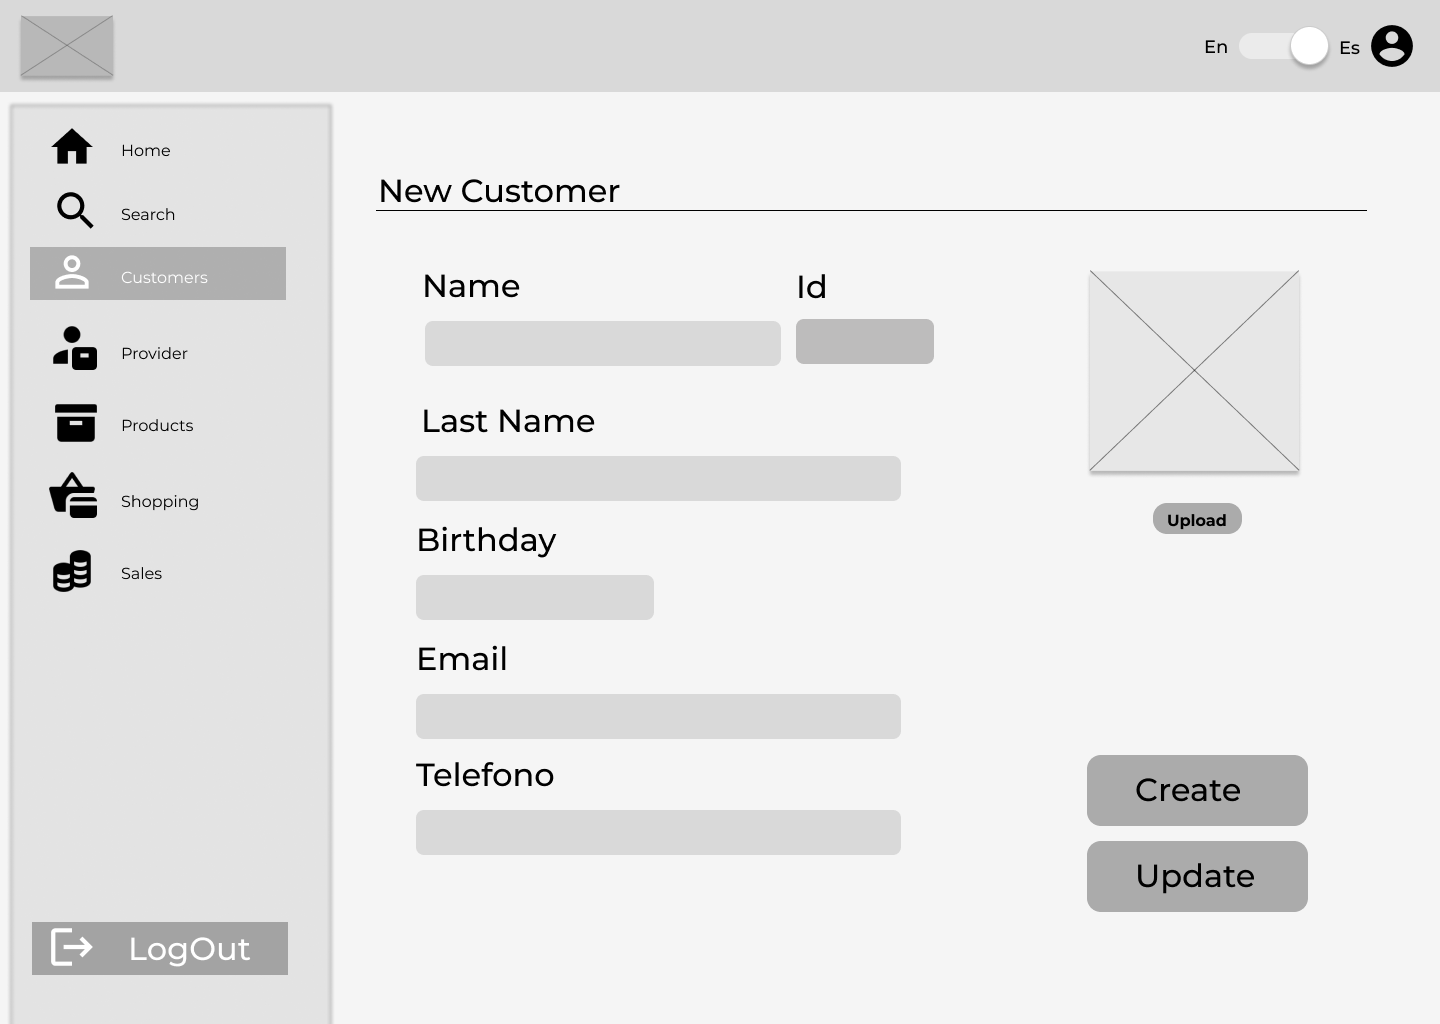 En
Es
Home
Search
Customers
Provider
Products
Shopping
Sales
LogOut
New Customer
Name
Id
Last Name
Birthday
Email
Telefono
Upload
Create
Update